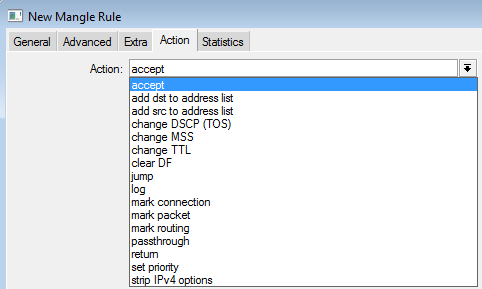 New Mangle Rule
General Advanced Extra Action Statistics
Action: accept
accept
add dst to address list
add src to address list
change DSCP (TOS)
change MSS
change TTL
clear DF
jump
log
mark connection
mark packet
mark routing
passthrough
return
set priority
strip IPv4 options